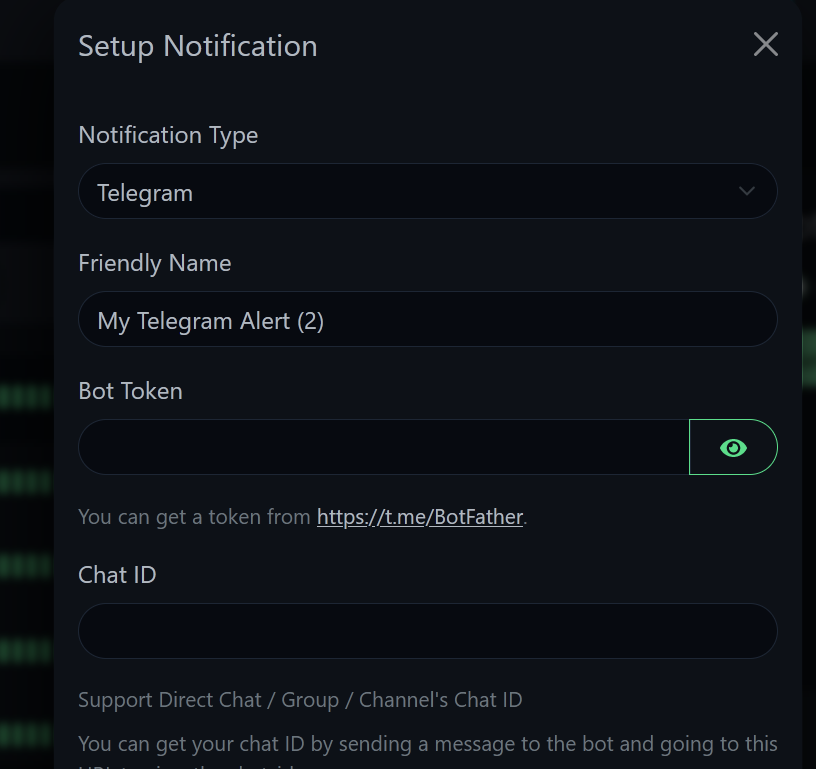 Setup Notification
Notification Type
Telegram
Friendly Name
My Telegram Alert (2)
Bot Token
You can get a token from https://t.me/BotFather.
Chat ID
Support Direct Chat / Group / Channel's Chat ID
You can get your chat ID by sending a message to the bot and going to this